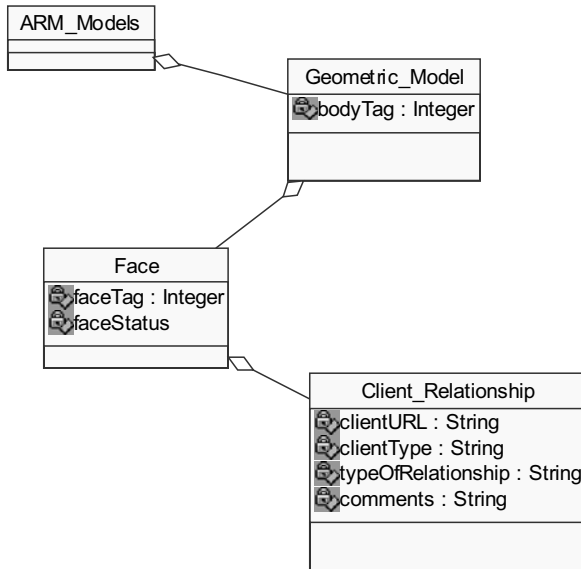 ARM_Models
Geometric_Model
bodyTag : Integer
Face
faceTag : Integer
faceStatus
Client_Relationship
clientURL : String
clientType : String
typeOfRelationship : String
comments : String